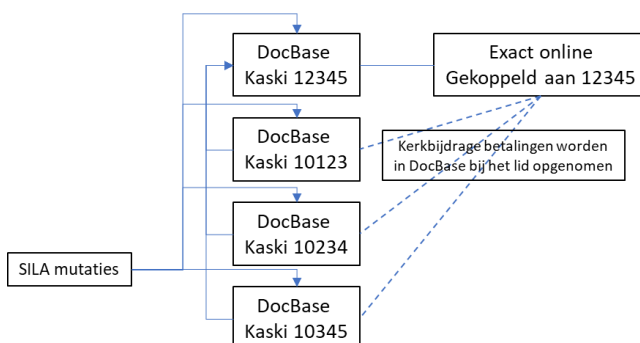 DocBase
Kaski 12345
Exact online
Gekoppeld aan 12345
DocBase
Kaski 10123
Kerkbijdrage betalingen worden
in DocBase bij het lid opgenomen
DocBase
Kaski 10234
SILA mutaties
DocBase
Kaski 10345